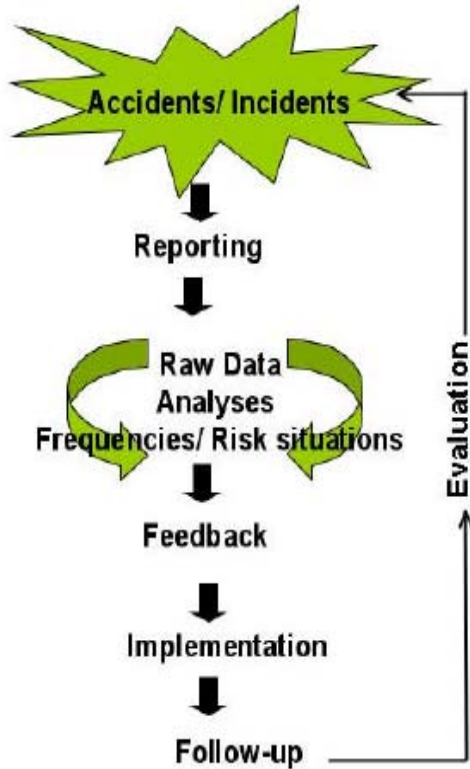 Accidents/ Incidents
Reporting
Raw Data
Analyses
Frequencies/ Risk situations
Feedback
Implementation
Follow-up
Evaluation